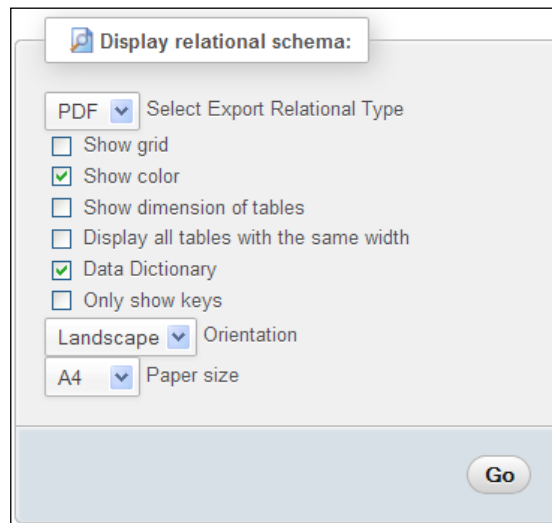 Display relational schema:
PDF Select Export Relational Type
Show grid
Show color
Show dimension of tables
Display all tables with the same width
Data Dictionary
Only show keys
Landscape Orientation
A4 Paper size
Go